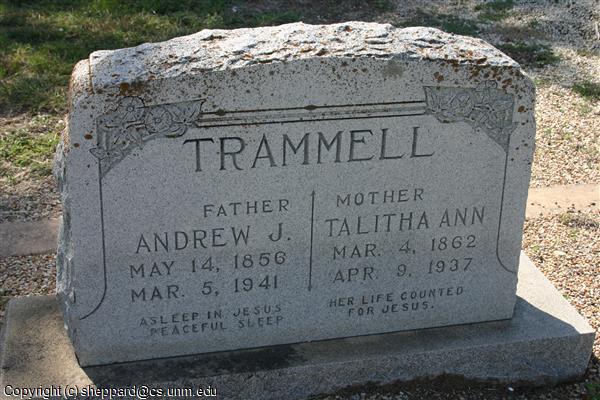 TRAMMELL
FATHER
ANDREW J.
MAY 14, 1856
MAR. 5, 1941
ASLEEP IN JESUS
PEACEFUL SLEEP
MOTHER
TALITHA ANN
MAR. 4, 1862
APR. 9, 1937
HER LIFE COUNTED
FOR JESUS.
Copyright (c) sheppard@cs.unm.edu